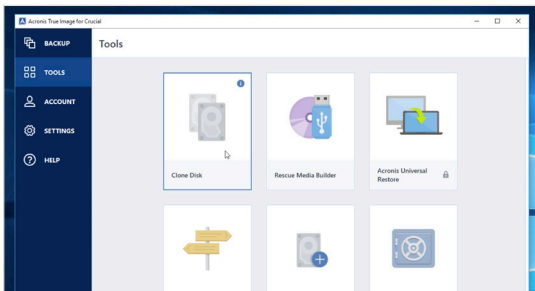 Acronis True Image for Crucial
BACKUP
Tools
TOOLS
ACCOUNT
SETTINGS
HELP
Clone Disk
Rescue Media Builder
Acronis Universal
Restore